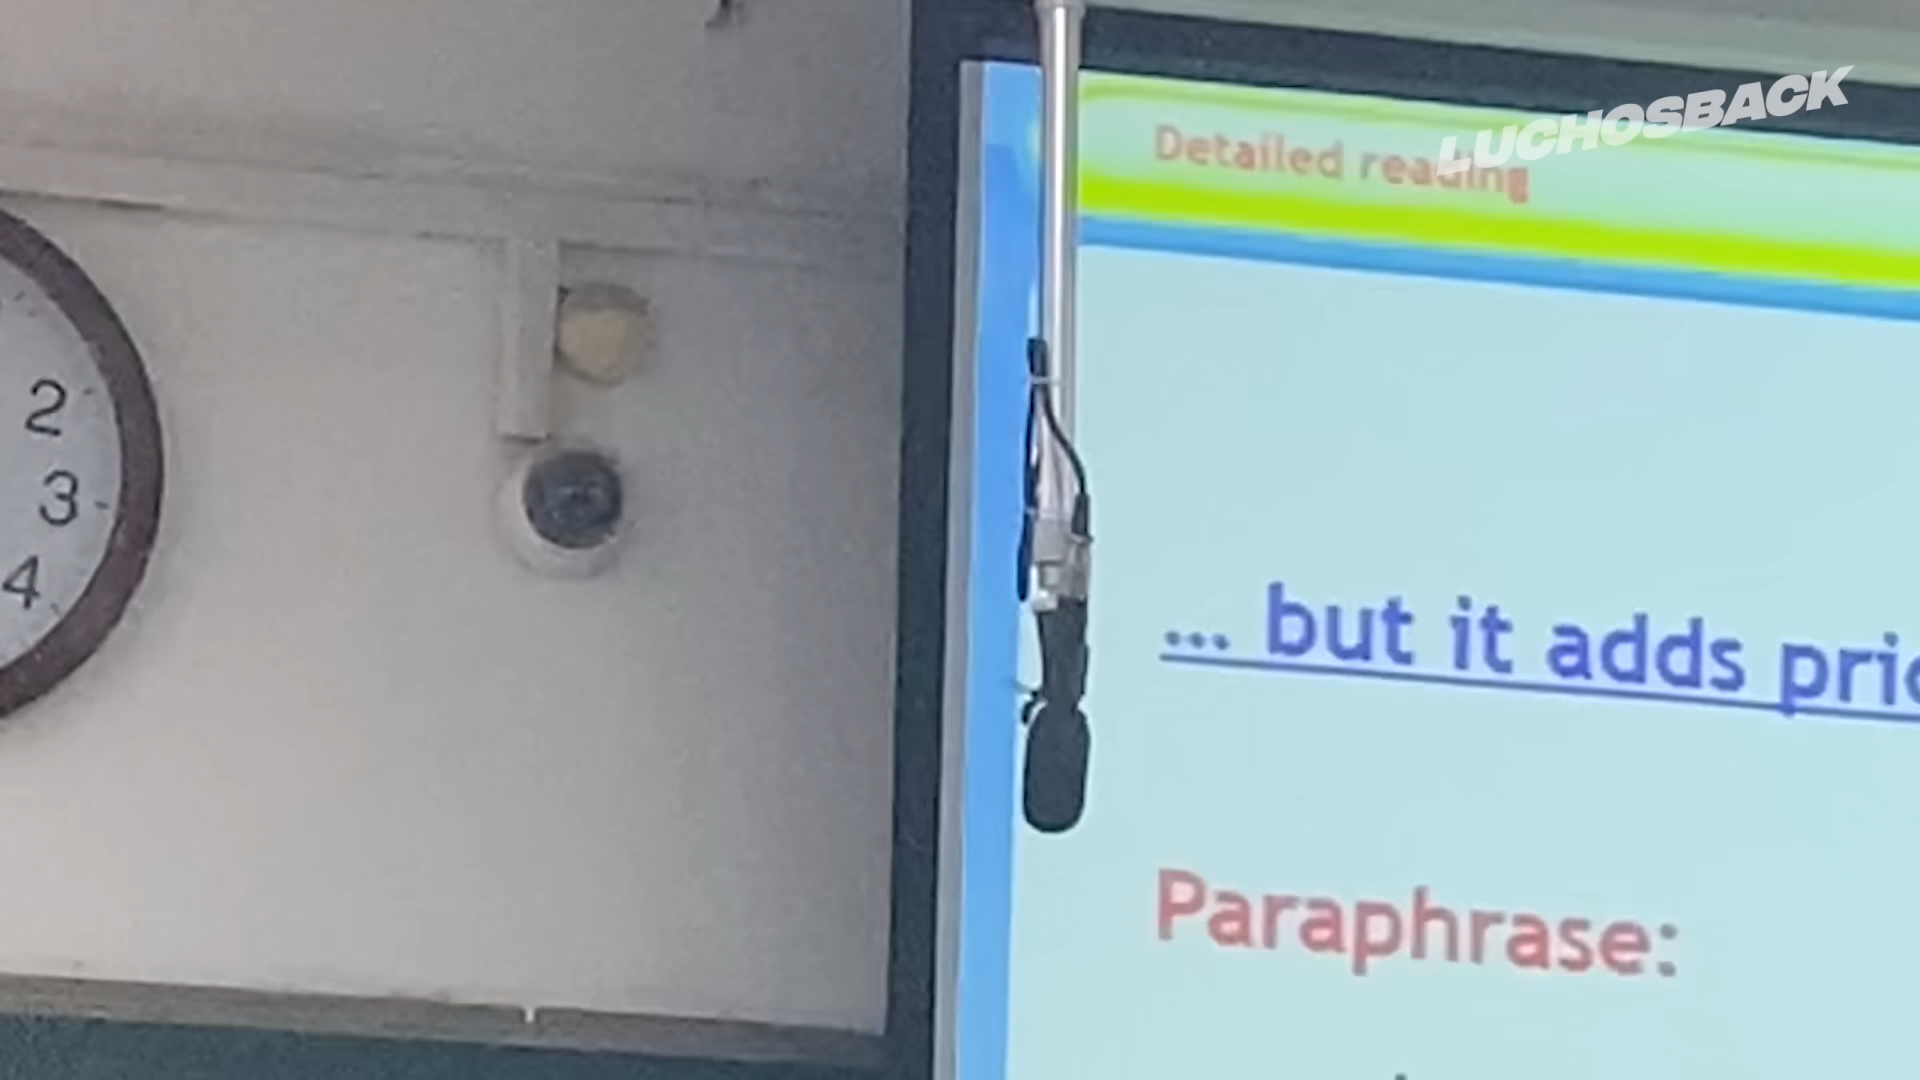 LUCHOSBACK
Detailed reading
2
3
4
... but it adds
Paraphrase: